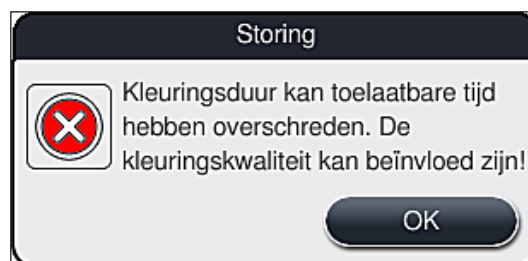 Storing
Kleuringsduur kan toelaatbare tijd
hebben overschreden. De
kleuringskwaliteit kan beïnvloed zijn!
OK